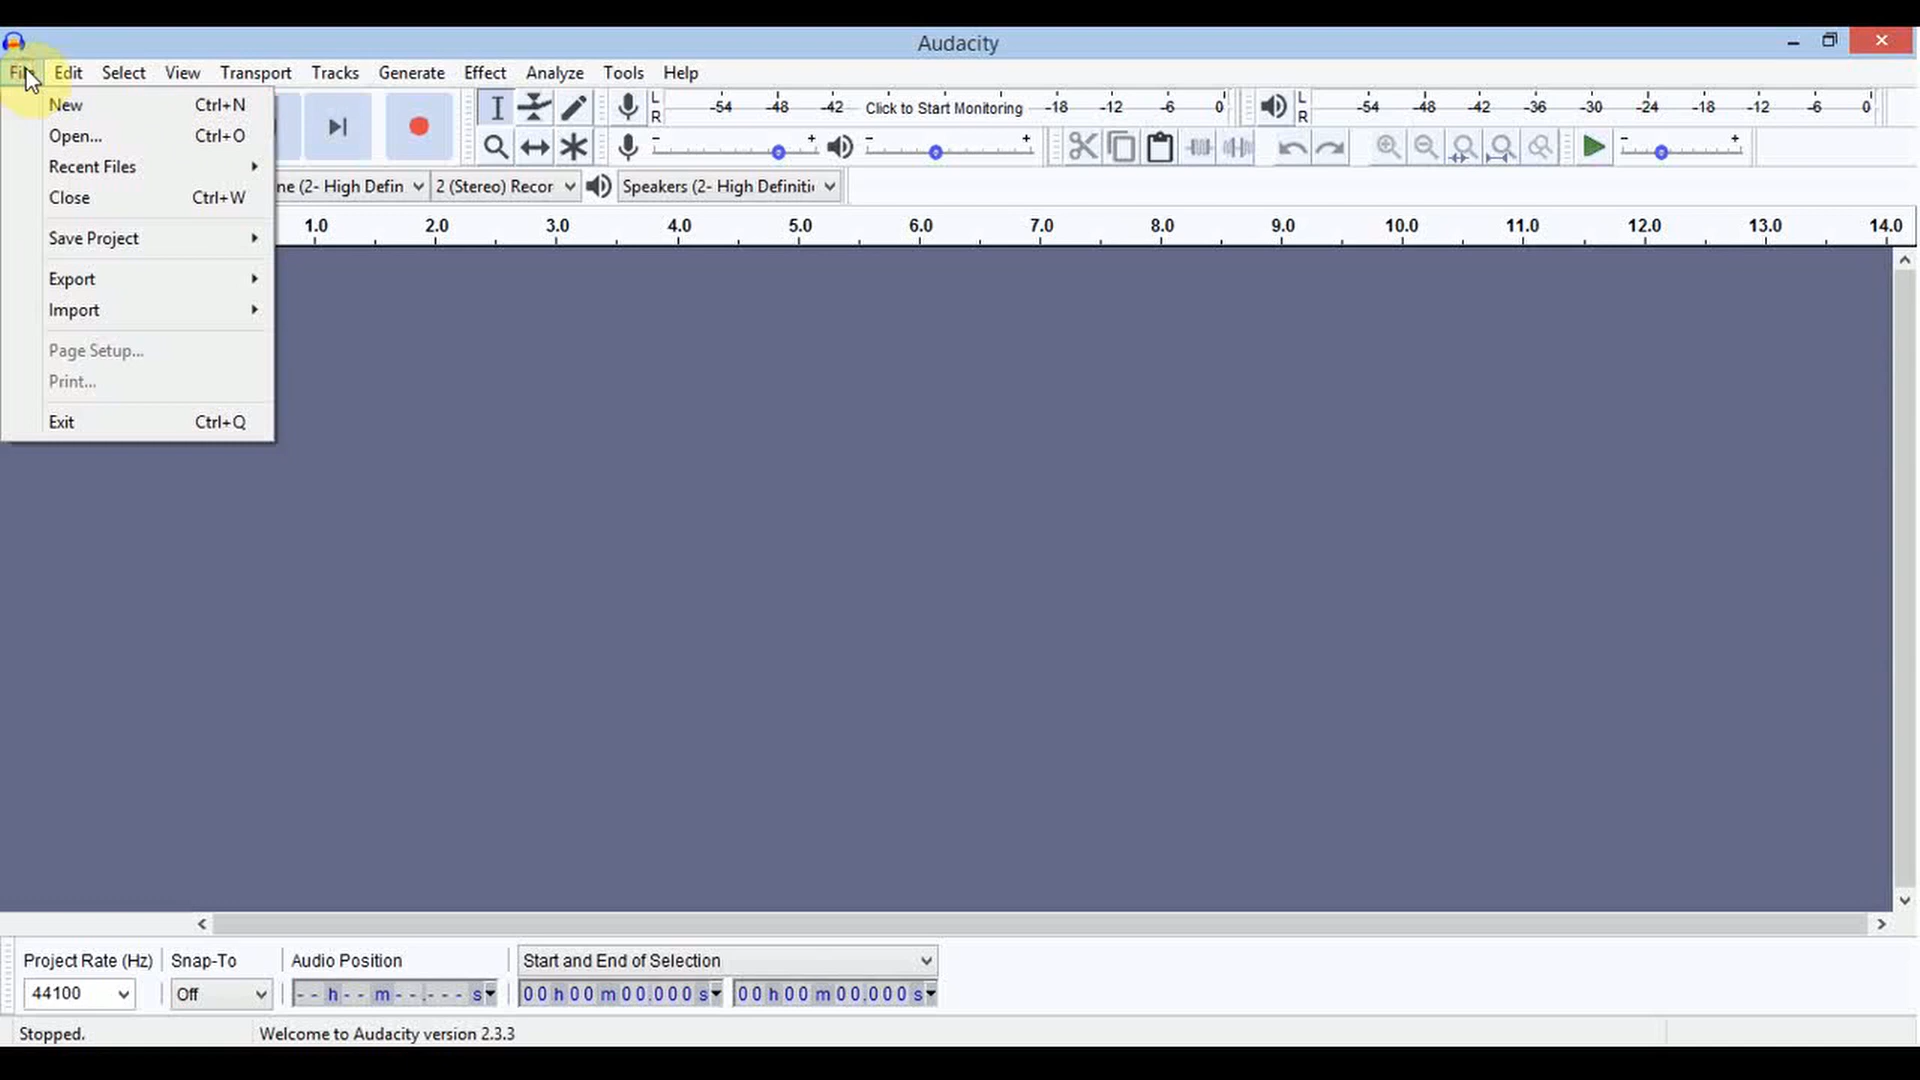 Audacity
Edit Select View Transport Tracks Generate Effect Analyze Tools Help
New Ctrl+N
Open... Ctrl+O
Recent Files
Close Ctrl+W
Save Project
Export
Import
Page Setup...
Print...
Exit Ctrl+Q
L
R
-54 -48 -42 Click to Start Monitoring -18 -12 -6 0
L
R
-54 -48 -42 -36 -30 -24 -18 -12 -6 0
- + - + - +
ne (2- High Defin 2 (Stereo) Recor Speakers (2- High Definiti
1.0 2.0 3.0 4.0 5.0 6.0 7.0 8.0 9.0 10.0 11.0 12.0 13.0 14.0
Project Rate (Hz) Snap-To Audio Position Start and End of Selection
44100 Off -- h -- m --.--- s 00 h 00 m 00.000 s 00 h 00 m 00.000 s
Stopped. Welcome to Audacity version 2.3.3